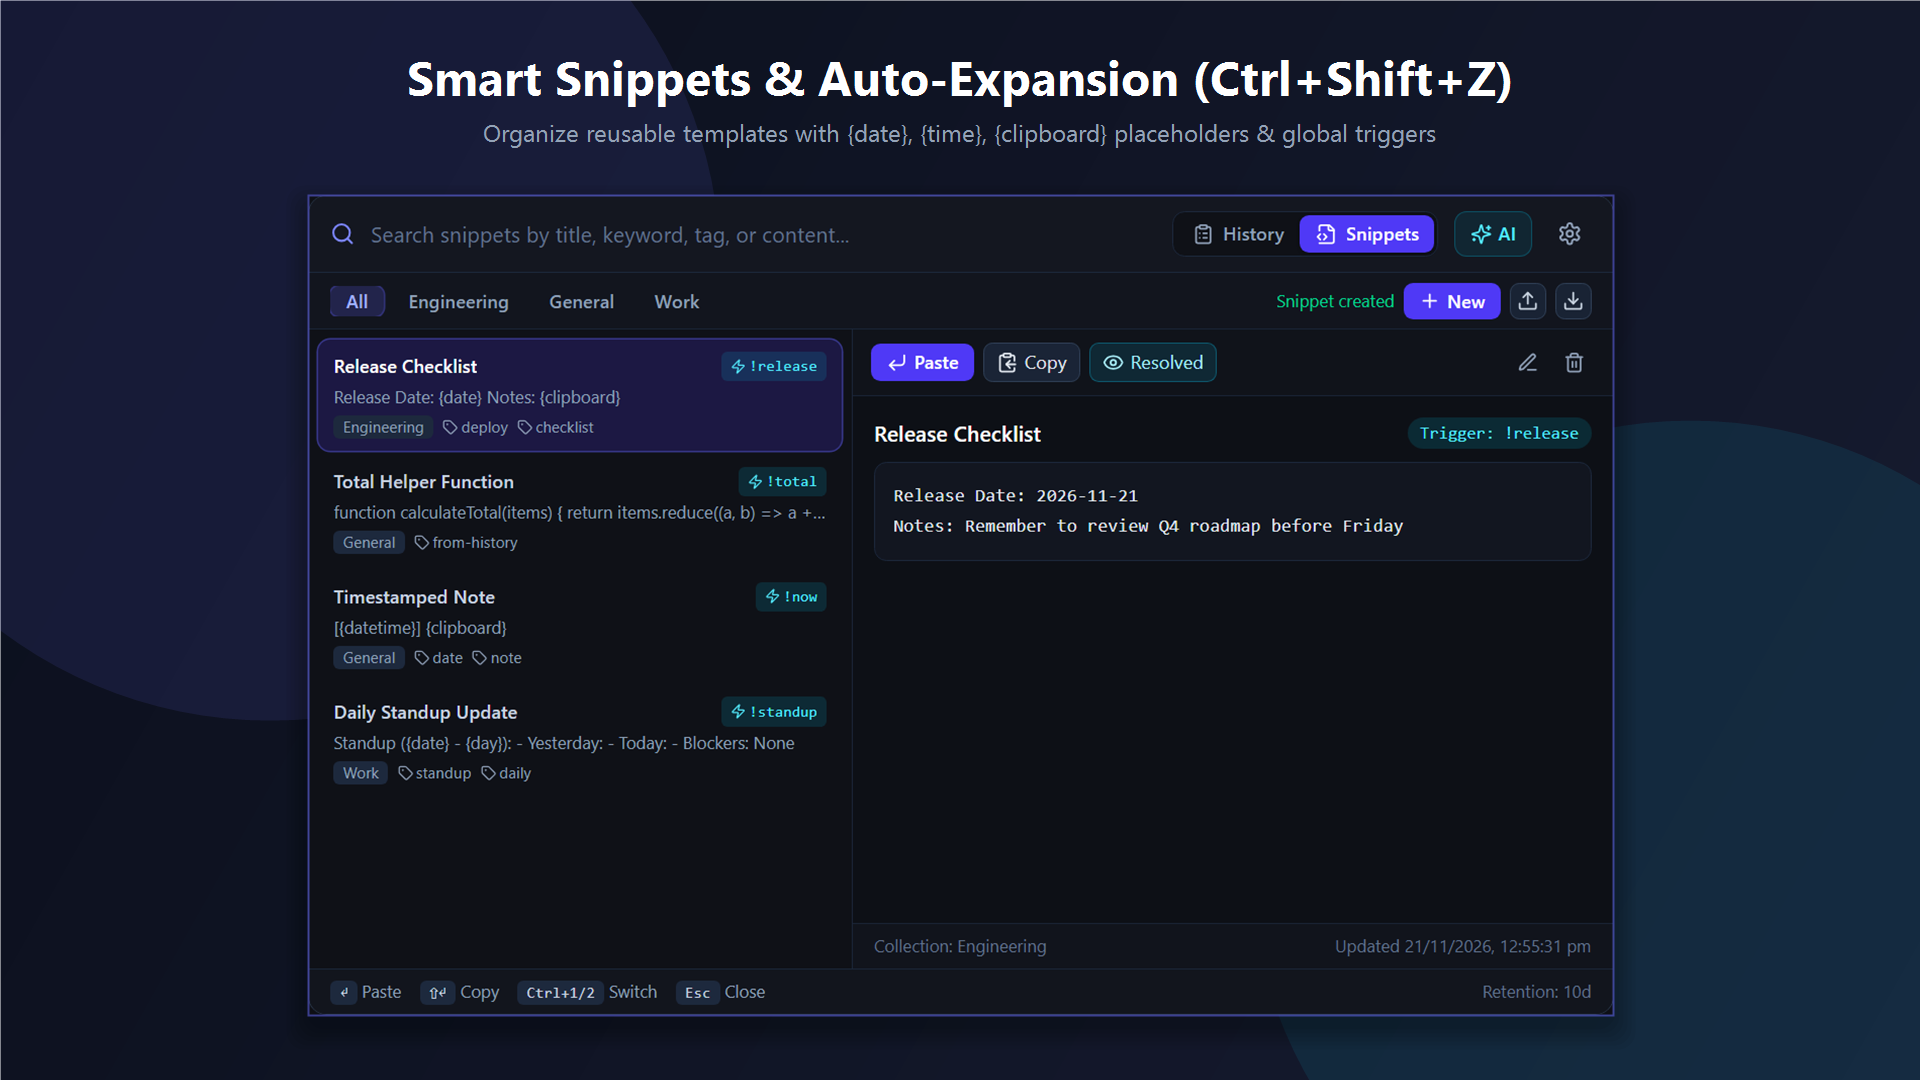 Smart Snippets & Auto-Expansion (Ctrl+Shift+Z)
Organize reusable templates with {date}, {time}, {clipboard} placeholders & global triggers
Search snippets by title, keyword, tag, or content...
History
Snippets
AI
All
Engineering
General
Work
Snippet created
+ New
Release Checklist
!release
Release Date: {date} Notes: {clipboard}
Engineering
deploy
checklist
Total Helper Function
!total
function calculateTotal(items) { return items.reduce((a, b) => a +...
General
from-history
Timestamped Note
!now
[{datetime}] {clipboard}
General
date
note
Daily Standup Update
!standup
Standup ({date} - {day}): - Yesterday: - Today: - Blockers: None
Work
standup
daily
Paste
Copy
Resolved
Release Checklist
Trigger: !release
Release Date: 2026-11-21
Notes: Remember to review Q4 roadmap before Friday
Collection: Engineering
Updated 21/11/2026, 12:55:31 pm
↵ Paste
⇧↵ Copy
Ctrl+1/2 Switch
Esc Close
Retention: 10d